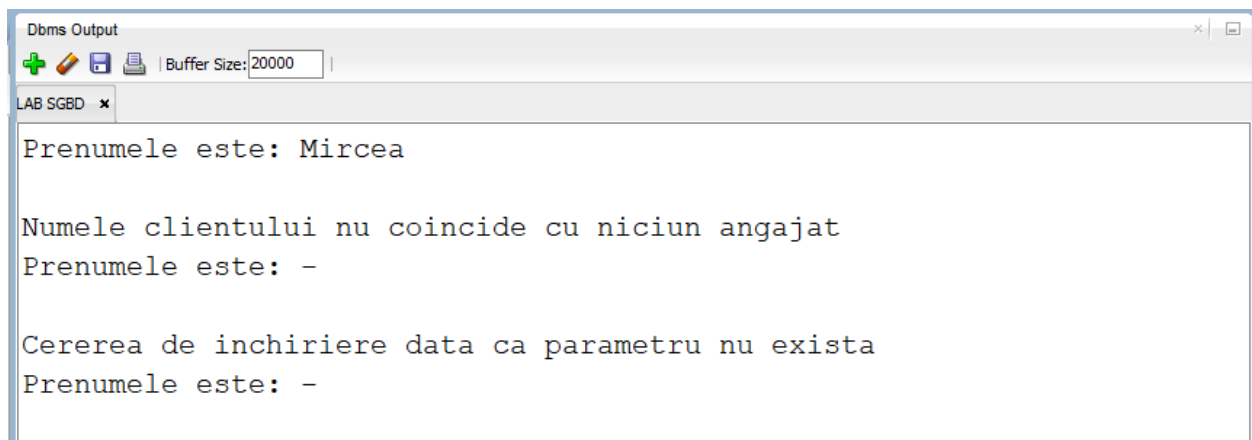 Dbms Output
Buffer Size: 20000
LAB SGBD
Prenumele este: Mircea
Numele clientului nu coincide cu niciun angajat
Prenumele este: -
Cererea de inchiriere data ca parametru nu exista
Prenumele este: -